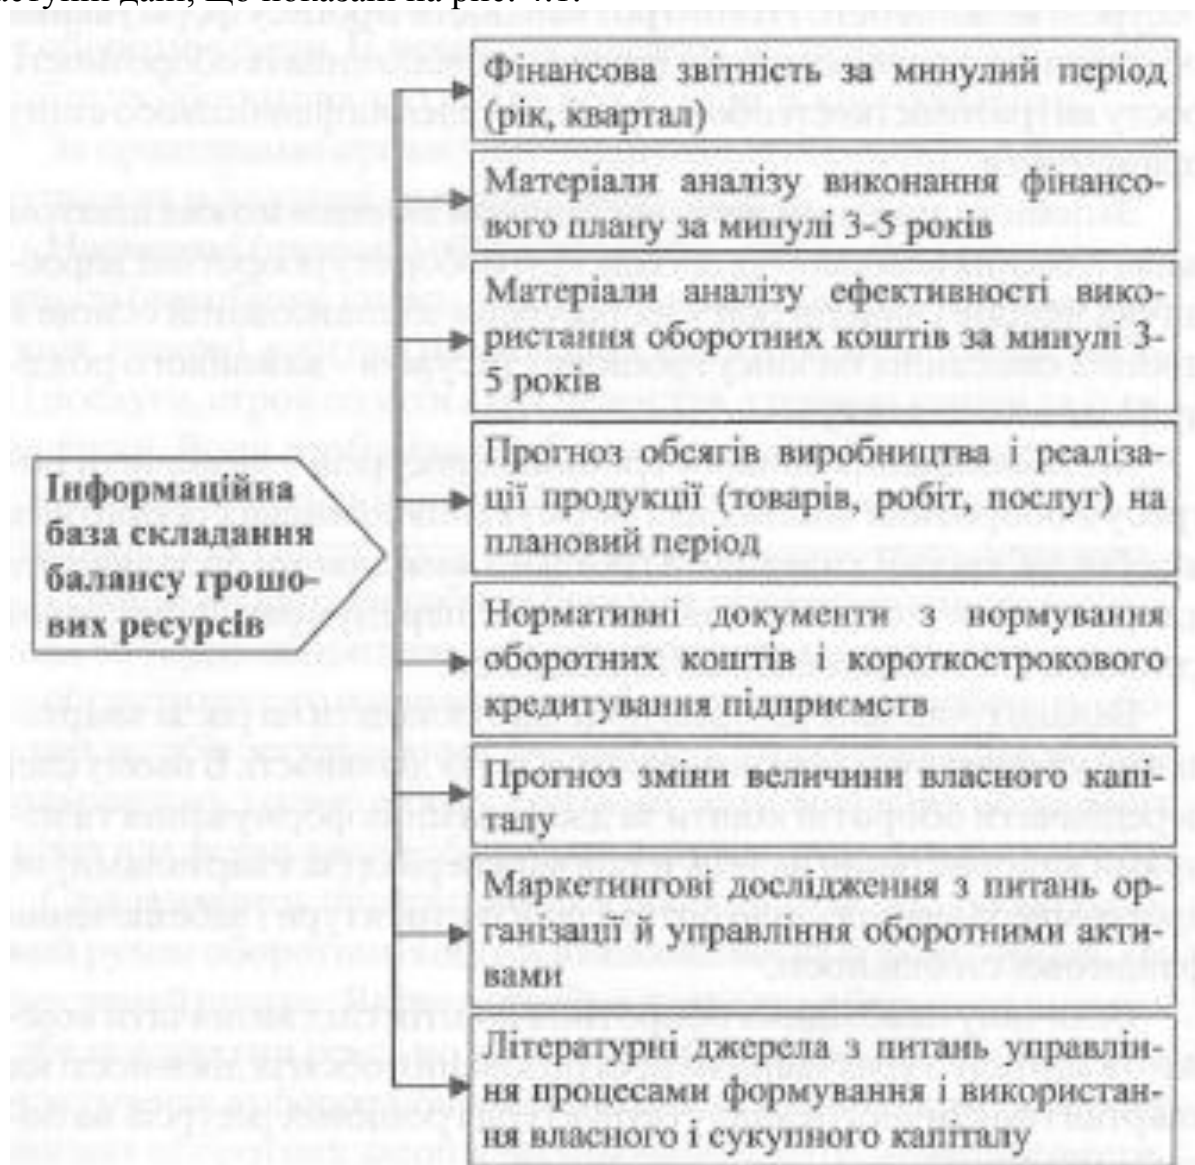 Інформаційна
база складання
балансу грошо-
вих ресурсів
Фінансова звітність за минулий період
(рік, квартал)
Матеріали аналізу виконання фінансо-
вого плану за минулі 3-5 років
Матеріали аналізу ефективності вико-
ристання оборотних коштів за минулі 3-
5 років
Прогноз обсягів виробництва і реаліза-
ції продукції (товарів, робіт, послуг) на
плановий період
Нормативні документи з нормування
оборотних коштів і короткострокового
кредитування підприємств
Прогноз зміни величини власного капі-
талу
Маркетингові дослідження з питань ор-
ганізації й управління оборотними акти-
вами
Літературні джерела з питань управлін-
ня процесами формування і використан-
ня власного і сукупного капіталу